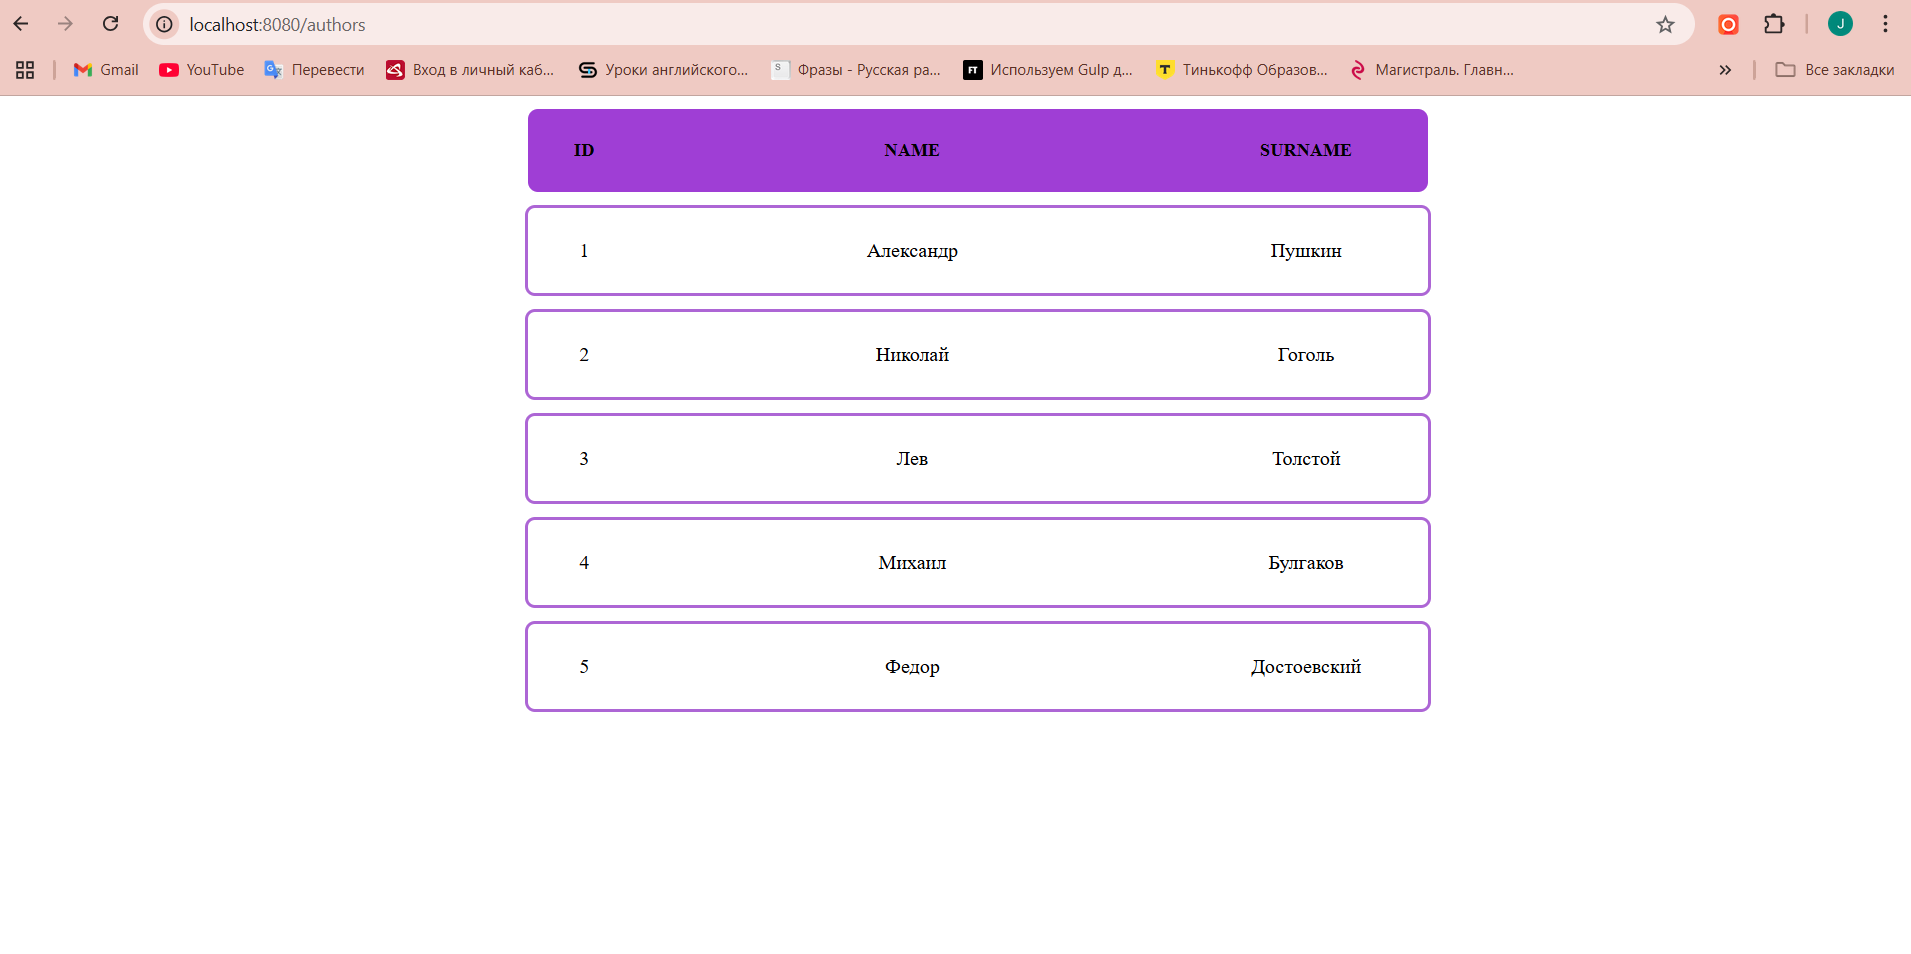 localhost:8080/authors
J
Gmail YouTube Перевести Вход в личный каб... Уроки английского... S Фразы - Русская ра... FT Используем Gulp д... T Тинькофф Образов... Магистраль. Главн... » Все закладки
ID NAME SURNAME
1 Александр Пушкин
2 Николай Гоголь
3 Лев Толстой
4 Михаил Булгаков
5 Федор Достоевский